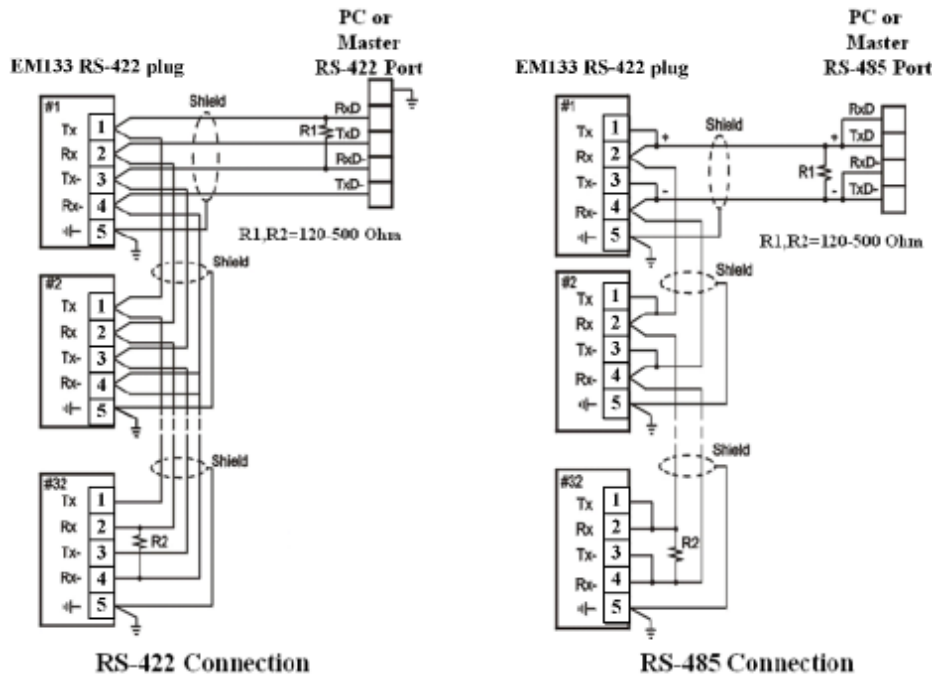 PC or
Master
RS-422 Port
EM133 RS-422 plug
#1
Tx 1
Rx 2
Tx- 3
Rx- 4
5
Shield
RxD
R1
TxD
RxD-
TxD-
R1,R2=120-500 Ohm
Shield
#2
Tx 1
Rx 2
Tx- 3
Rx- 4
5
Shield
#32
Tx 1
Rx 2
Tx- 3
Rx- 4
5
R2
RS-422 Connection
PC or
Master
RS-485 Port
EM133 RS-422 plug
#1
Tx 1
Rx 2
Tx- 3
Rx- 4
5
Shield
+
-
RxD
+ TxD
R1
RxD-
- TxD-
R1,R2=120-500 Ohm
Shield
#2
Tx 1
Rx 2
Tx- 3
Rx- 4
5
Shield
#32
Tx 1
Rx 2
Tx- 3
Rx- 4
5
R2
RS-485 Connection